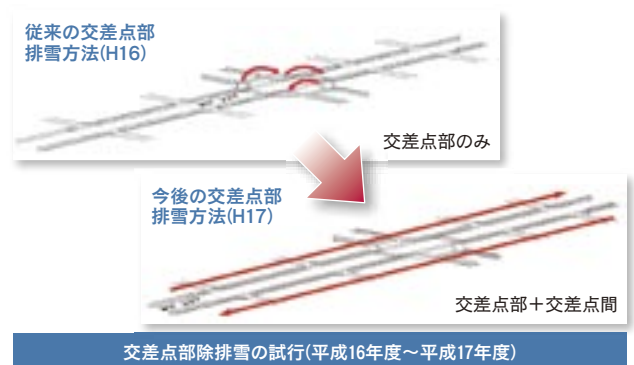 従来の交差点部
排雪方法(H16)
交差点部のみ
今後の交差点部
排雪方法(H17)
交差点部＋交差点間
交差点部除排雪の試行(平成16年度～平成17年度)